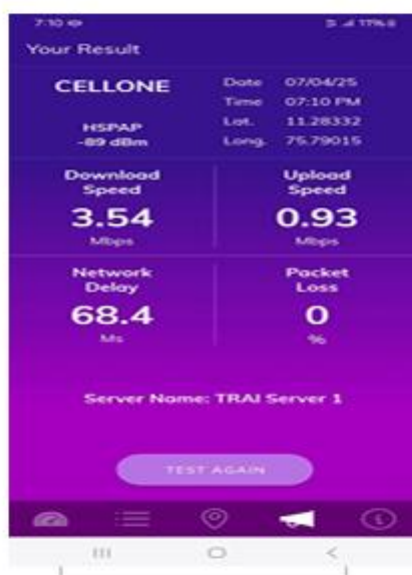 7:10
11%
Your Result
CELLONE
HSPAP
-89 dBm
Date 07/04/25
Time 07:10 PM
Lat. 11.28332
Long. 75.79015
Download
Speed
3.54
Mbps
Upload
Speed
0.93
Mbps
Network
Delay
68.4
Ms
Packet
Loss
0
%
Server Name: TRAI Server 1
TEST AGAIN